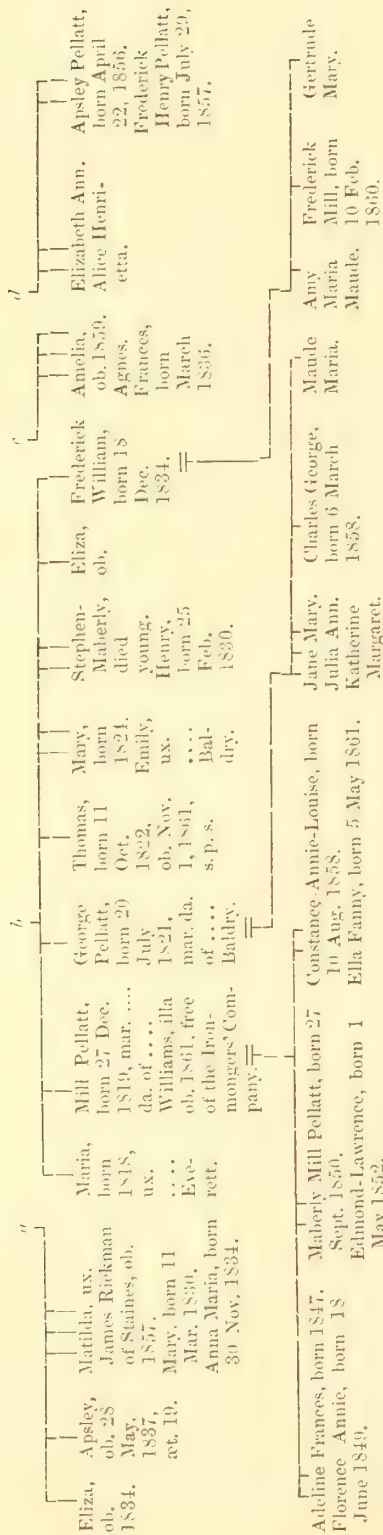 a
b
c
d
Eliza,
ob.
1834.
Apsley,
ob. 28
May,
1837,
æt. 19.
Matilda, ux.
James Rickman
of Staines, ob.
1857.
Mary, born 11
Mar. 1830.
Anna Maria, born
30 Nov. 1834.
Maria,
born
1818,
ux.
....
Eve-
rett.
Mill Pellatt,
born 27 Dec.
1819, mar. ....
da. of ....
Williams, illa
ob. 1861, free
of the Iron-
mongers' Com-
pany.
George
Pellatt,
born 20
July
1821.
mar. da.
of ....
Baldry.
Thomas,
born 11
Oct.
1822,
ob. Nov.
1, 1861,
s. p. s.
Mary,
born
1824.
Emily,
ux.
....
Bal-
dry.
Stephen-
Maberly,
died
young.
Henry,
born 25
Feb.
1830.
Eliza,
ob.
Frederick
William,
born 18
Dec.
1834.
Amelia,
ob. 1859.
Agnes.
Frances,
born
March
1836.
Elizabeth Ann.
Alice Henri-
etta.
Apsley Pellatt,
born April
22, 1856.
Frederick
Henry Pellatt,
born July 29,
1857.
Adeline Frances, born 1847.
Florence Annie, born 18
June 1849.
Maberly Mill Pellatt, born 27
Sept. 1850.
Edmond-Lawrence, born 1
May 1852.
Constance-Annie-Louise, born
10 Aug. 1858.
Ella Fanny, born 5 May 1861.
Jane Mary.
Julia Ann.
Katherine
Margaret.
Charles George,
born 6 March
1858.
Maude
Maria.
Amy
Maria
Maude.
Frederick
Mill, born
10 Feb.
1860.
Gertrude
Mary.